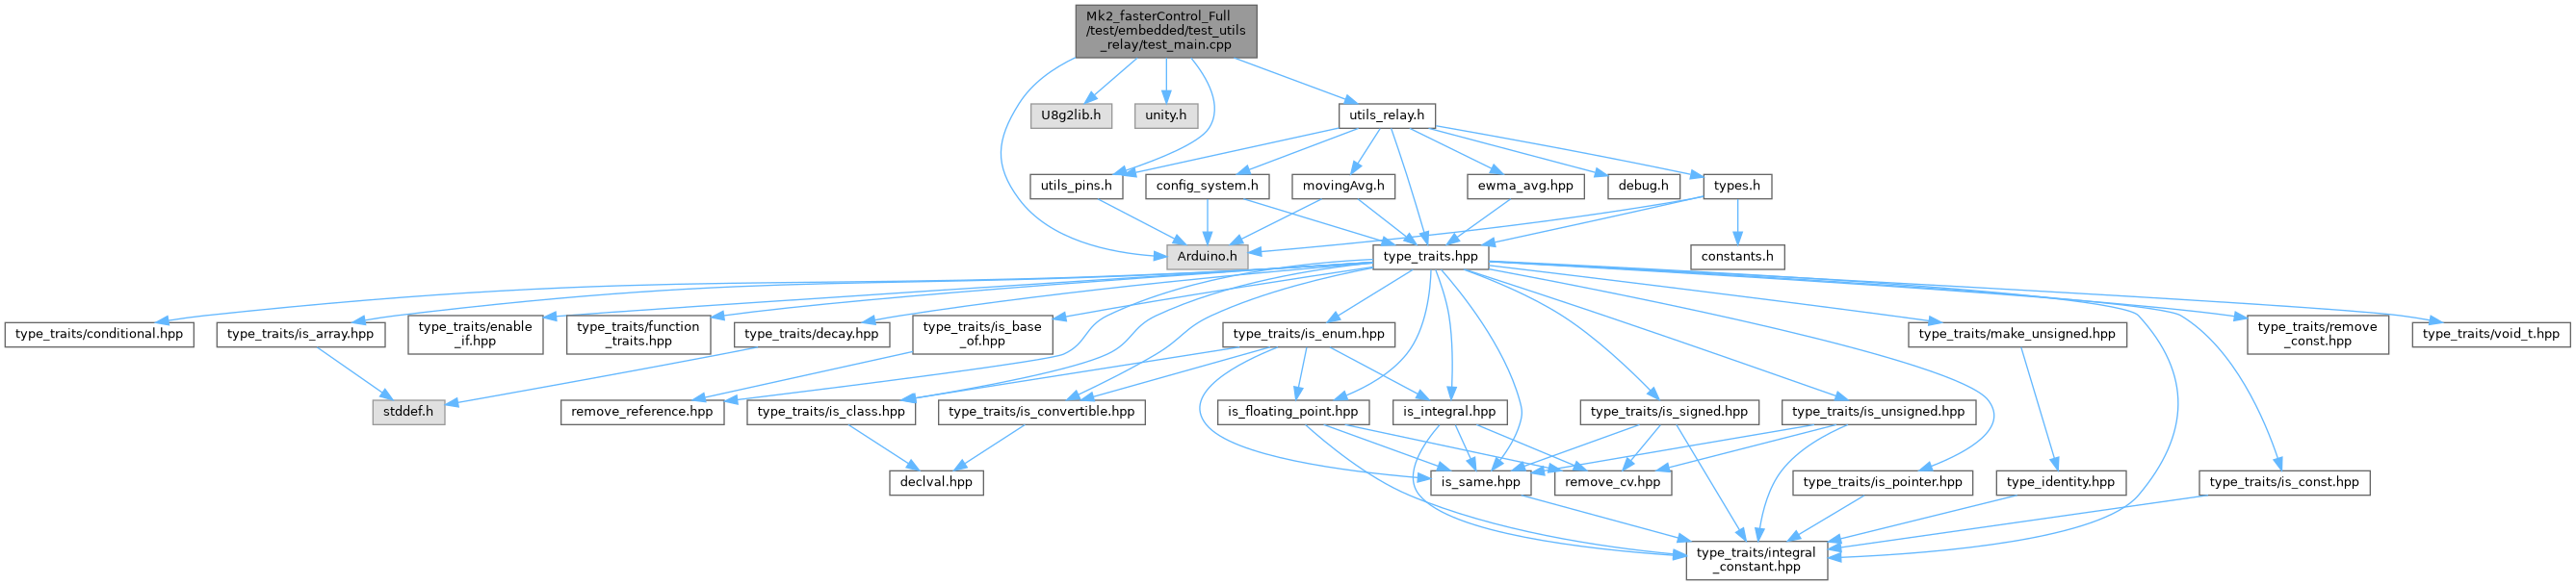 Mk2_fasterControl_Full
/test/embedded/test_utils
_relay/test_main.cpp
U8g2lib.h
unity.h
utils_relay.h
utils_pins.h
config_system.h
movingAvg.h
ewma_avg.hpp
debug.h
types.h
Arduino.h
type_traits.hpp
constants.h
type_traits/conditional.hpp
type_traits/is_array.hpp
type_traits/enable
_if.hpp
type_traits/function
_traits.hpp
type_traits/decay.hpp
type_traits/is_base
_of.hpp
type_traits/is_enum.hpp
type_traits/make_unsigned.hpp
type_traits/remove
_const.hpp
type_traits/void_t.hpp
stddef.h
remove_reference.hpp
type_traits/is_class.hpp
type_traits/is_convertible.hpp
is_floating_point.hpp
is_integral.hpp
type_traits/is_signed.hpp
type_traits/is_unsigned.hpp
declval.hpp
is_same.hpp
remove_cv.hpp
type_traits/is_pointer.hpp
type_identity.hpp
type_traits/is_const.hpp
type_traits/integral
_constant.hpp